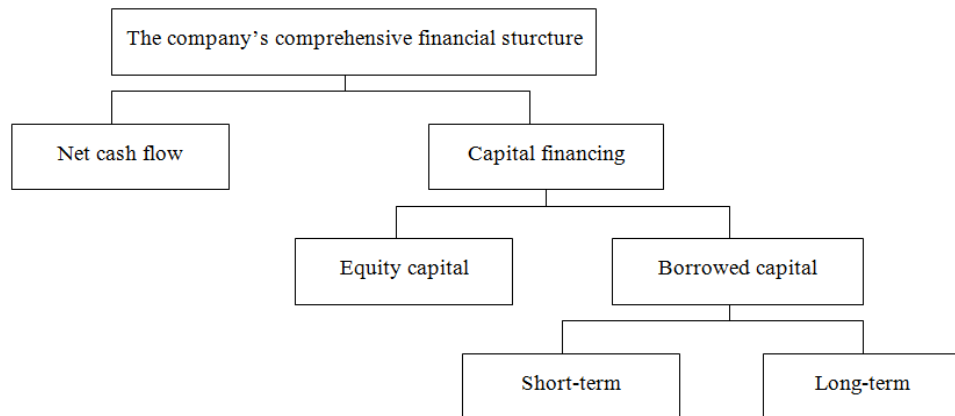 The company’s comprehensive financial sturcture
Net cash flow
Capital financing
Equity capital
Borrowed capital
Short-term
Long-term